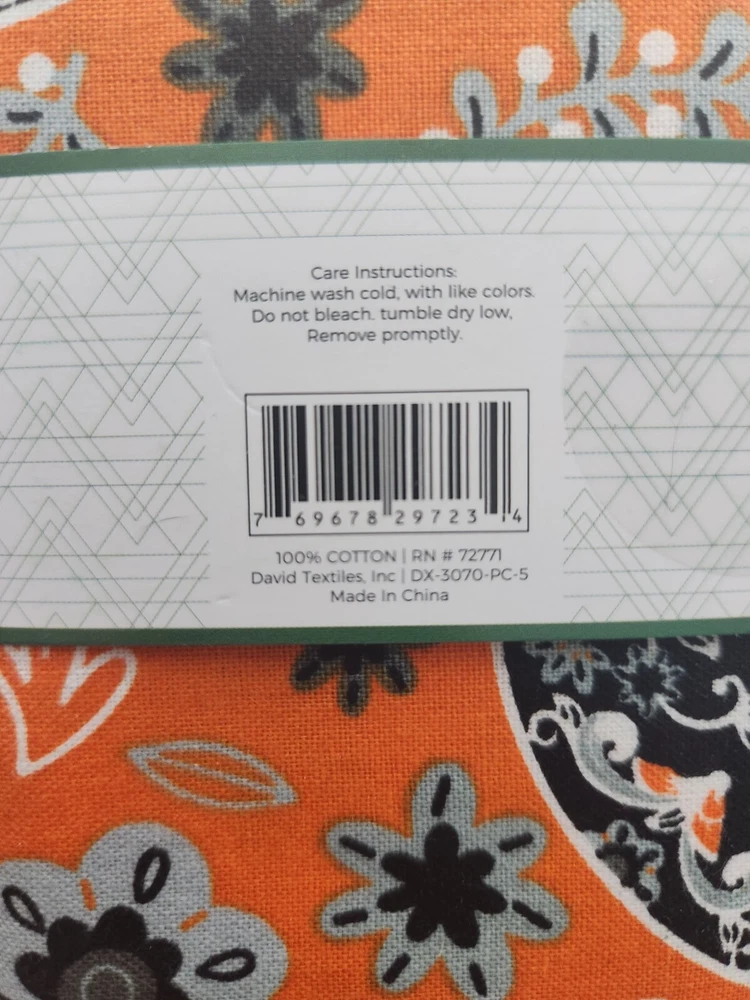 Care Instructions:
Machine wash cold, with like colors.
Do not bleach. tumble dry low,
Remove promptly.
7 69678 29723 4
100% COTTON | RN # 72771
David Textiles, Inc | DX-3070-PC-5
Made In China